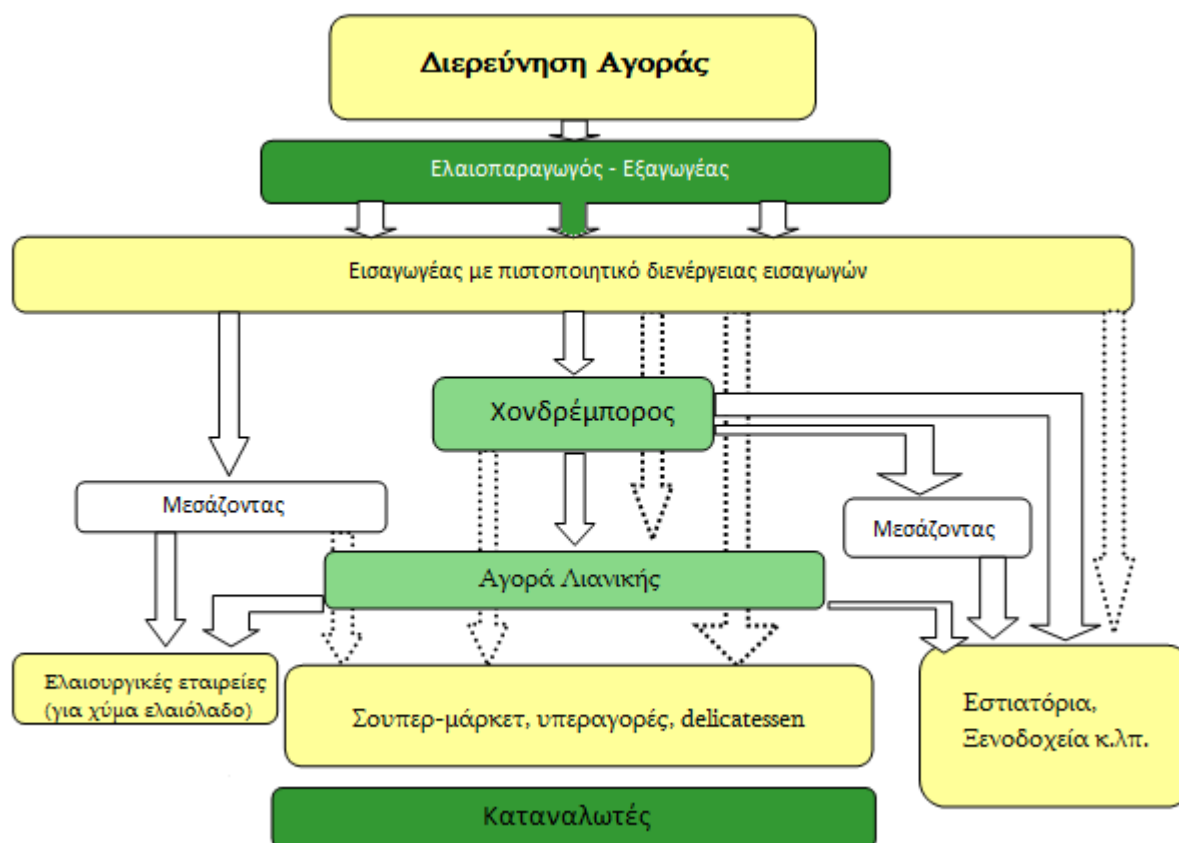 Διερεύνηση Αγοράς
Ελαιοπαραγωγός - Εξαγωγέας
Εισαγωγέας με πιστοποιητικό διενέργειας εισαγωγών
Χονδρέμπορος
Μεσάζοντας
Μεσάζοντας
Αγορά Λιανικής
Ελαιουργικές εταιρείες
(για χύμα ελαιόλαδο)
Σουπερ-μάρκετ, υπεραγορές, delicatessen
Εστιατόρια,
Ξενοδοχεία κ.λπ.
Καταναλωτές